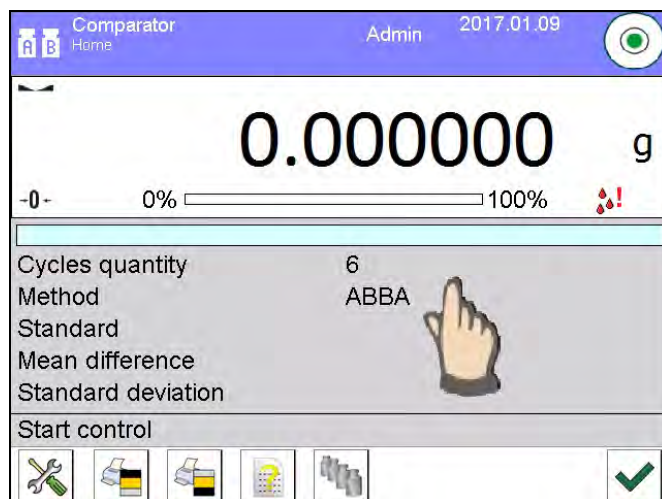 Comparator
Home
Admin
2017.01.09
A B
0.000000 g
-0- 0% 100% !
Cycles quantity 6
Method ABBA
Standard
Mean difference
Standard deviation
Start control
?